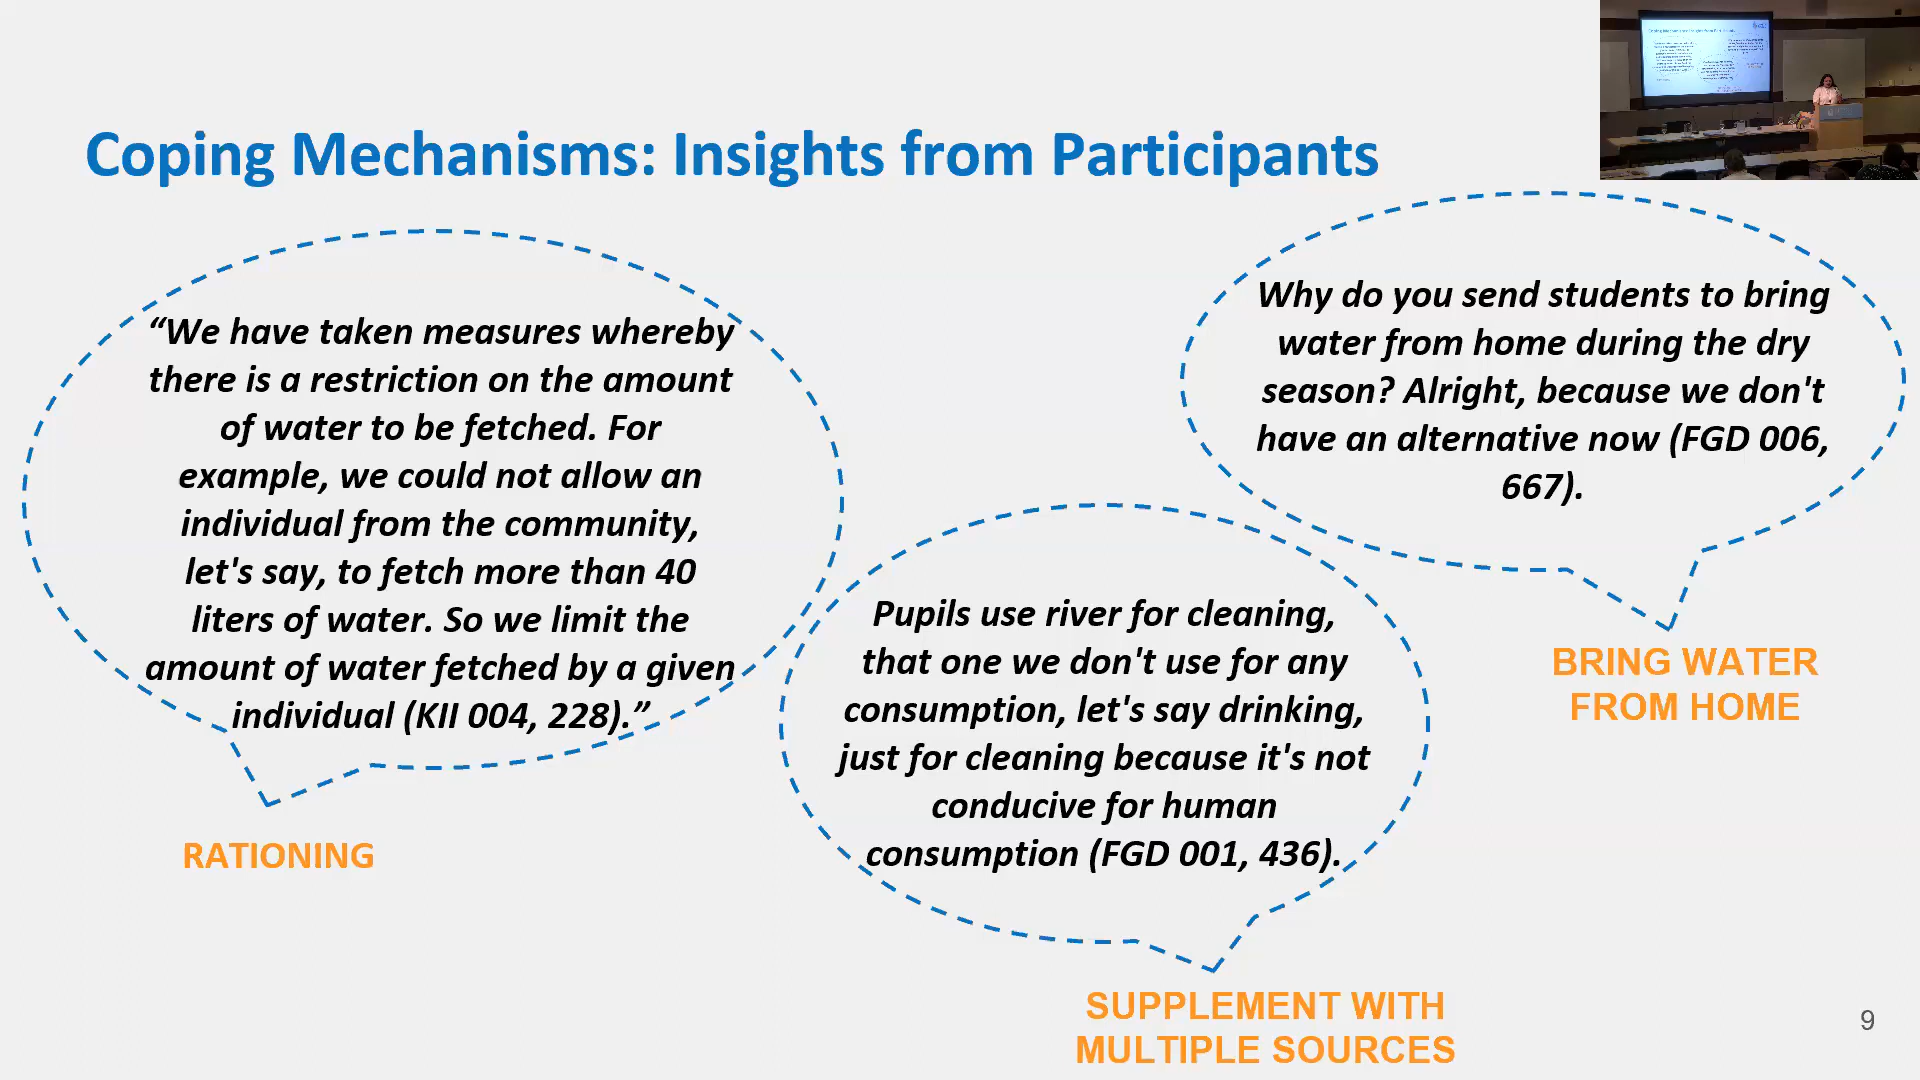 Coping Mechanisms: Insights from Participants
“We have taken measures whereby
there is a restriction on the amount
of water to be fetched. For
example, we could not allow an
individual from the community,
let's say, to fetch more than 40
liters of water. So we limit the
amount of water fetched by a given
individual (KII 004, 228).”
RATIONING
Pupils use river for cleaning,
that one we don't use for any
consumption, let's say drinking,
just for cleaning because it's not
conducive for human
consumption (FGD 001, 436).
SUPPLEMENT WITH
MULTIPLE SOURCES
Why do you send students to bring
water from home during the dry
season? Alright, because we don't
have an alternative now (FGD 006,
667).
BRING WATER
FROM HOME
9